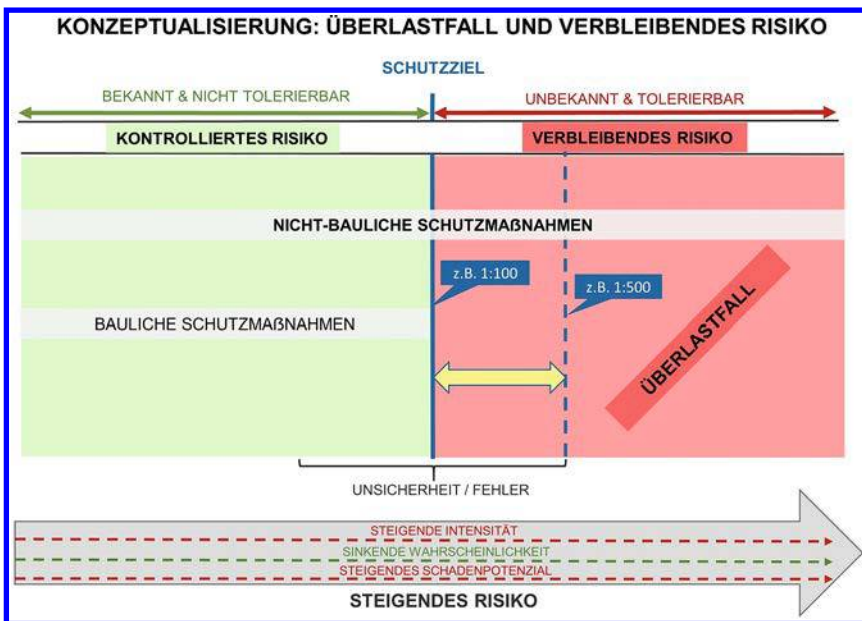 KONZEPTUALISIERUNG: ÜBERLASTFALL UND VERBLEIBENDES RISIKO
SCHUTZZIEL
BEKANNT & NICHT TOLERIERBAR
UNBEKANNT & TOLERIERBAR
KONTROLLIERTES RISIKO
VERBLEIBENDES RISIKO
NICHT-BAULICHE SCHUTZMAßNAHMEN
z.B. 1:100
z.B. 1:500
BAULICHE SCHUTZMAßNAHMEN
ÜBERLASTFALL
UNSICHERHEIT / FEHLER
STEIGENDE INTENSITÄT
SINKENDE WAHRSCHEINLICHKEIT
STEIGENDES SCHADENPOTENZIAL
STEIGENDES RISIKO